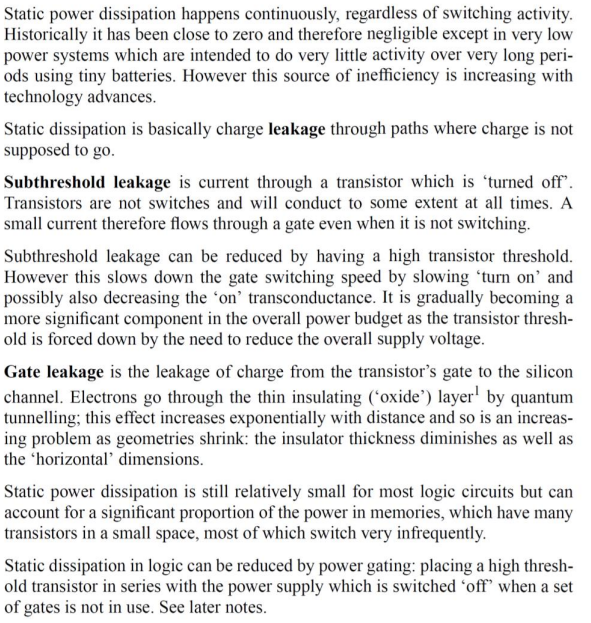 Static power dissipation happens continuously, regardless of switching activity.
Historically it has been close to zero and therefore negligible except in very low
power systems which are intended to do very little activity over very long peri-
ods using tiny batteries. However this source of inefficiency is increasing with
technology advances.
Static dissipation is basically charge leakage through paths where charge is not
supposed to go.
Subthreshold leakage is current through a transistor which is ‘turned off’.
Transistors are not switches and will conduct to some extent at all times. A
small current therefore flows through a gate even when it is not switching.
Subthreshold leakage can be reduced by having a high transistor threshold.
However this slows down the gate switching speed by slowing ‘turn on’ and
possibly also decreasing the ‘on’ transconductance. It is gradually becoming a
more significant component in the overall power budget as the transistor thresh-
old is forced down by the need to reduce the overall supply voltage.
Gate leakage is the leakage of charge from the transistor’s gate to the silicon
channel. Electrons go through the thin insulating (‘oxide’) layer¹ by quantum
tunnelling; this effect increases exponentially with distance and so is an increas-
ing problem as geometries shrink: the insulator thickness diminishes as well as
the ‘horizontal’ dimensions.
Static power dissipation is still relatively small for most logic circuits but can
account for a significant proportion of the power in memories, which have many
transistors in a small space, most of which switch very infrequently.
Static dissipation in logic can be reduced by power gating: placing a high thresh-
old transistor in series with the power supply which is switched ‘off’ when a set
of gates is not in use. See later notes.